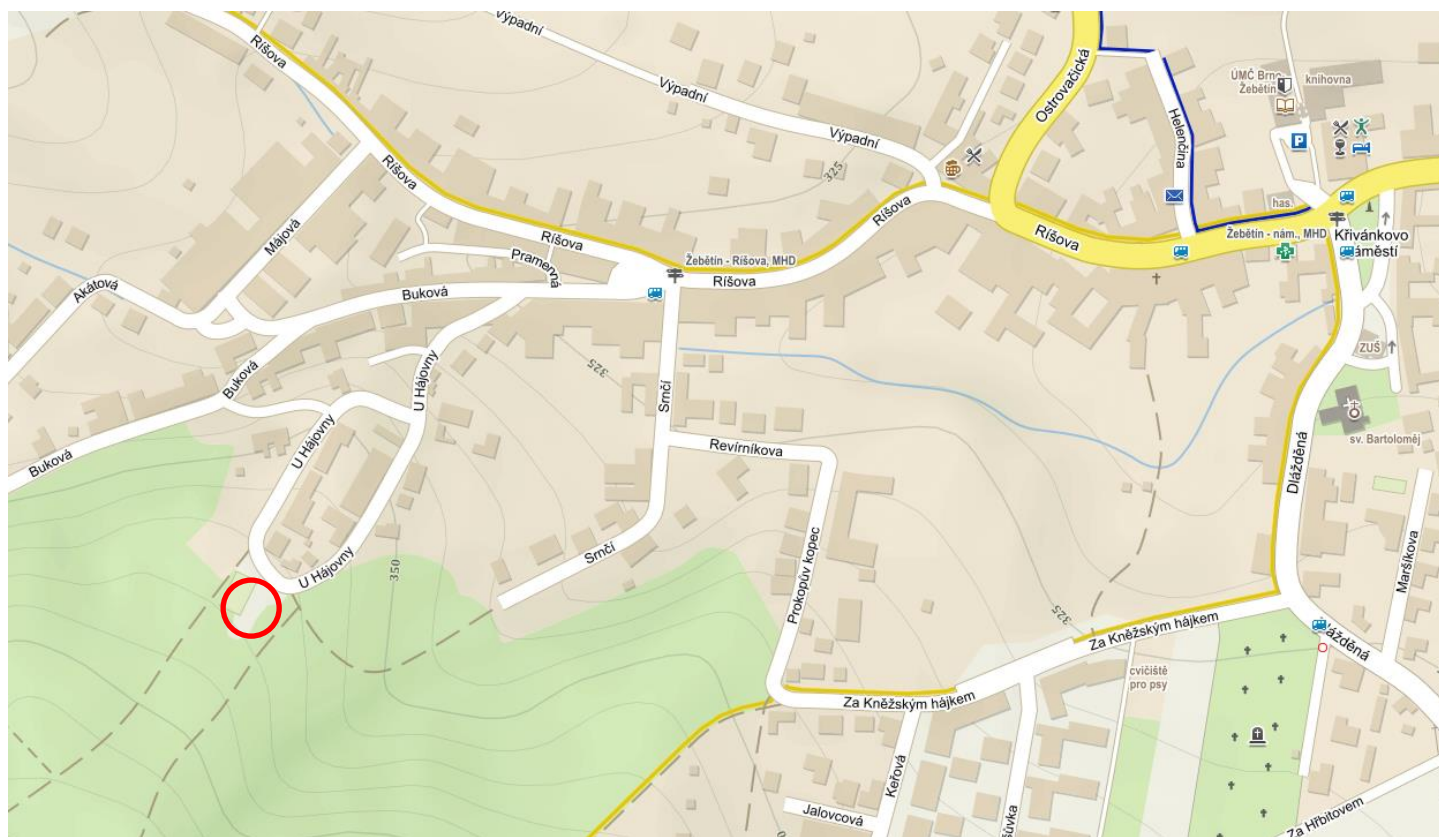 Výpadní
Ríšova
Ostrovačická
ÚMČ Brno
Žebětín
knihovna
Výpadní
Helenčina
Výpadní
325
Ríšova
Májová
Ríšova
Ríšova
has.
Ríšova
Žebětín - nám., MHD
Křivánkovo
Pramenná
Žebětín - Ríšova, MHD
Ríšova
Akátová
Buková
ZUŠ
325
U Hájovny
Buková
Srnčí
sv. Bartoloměj
U Hájovny
Revírníkova
Buková
Dlážděná
Srnčí
350
U Hájovny
Maršíkova
Prokopův kopec
325
Za Kněžským hájkem
cvičiště
pro psy
Za Kněžským hájkem
Keřová
Jalovcová
Za Hřbitovem